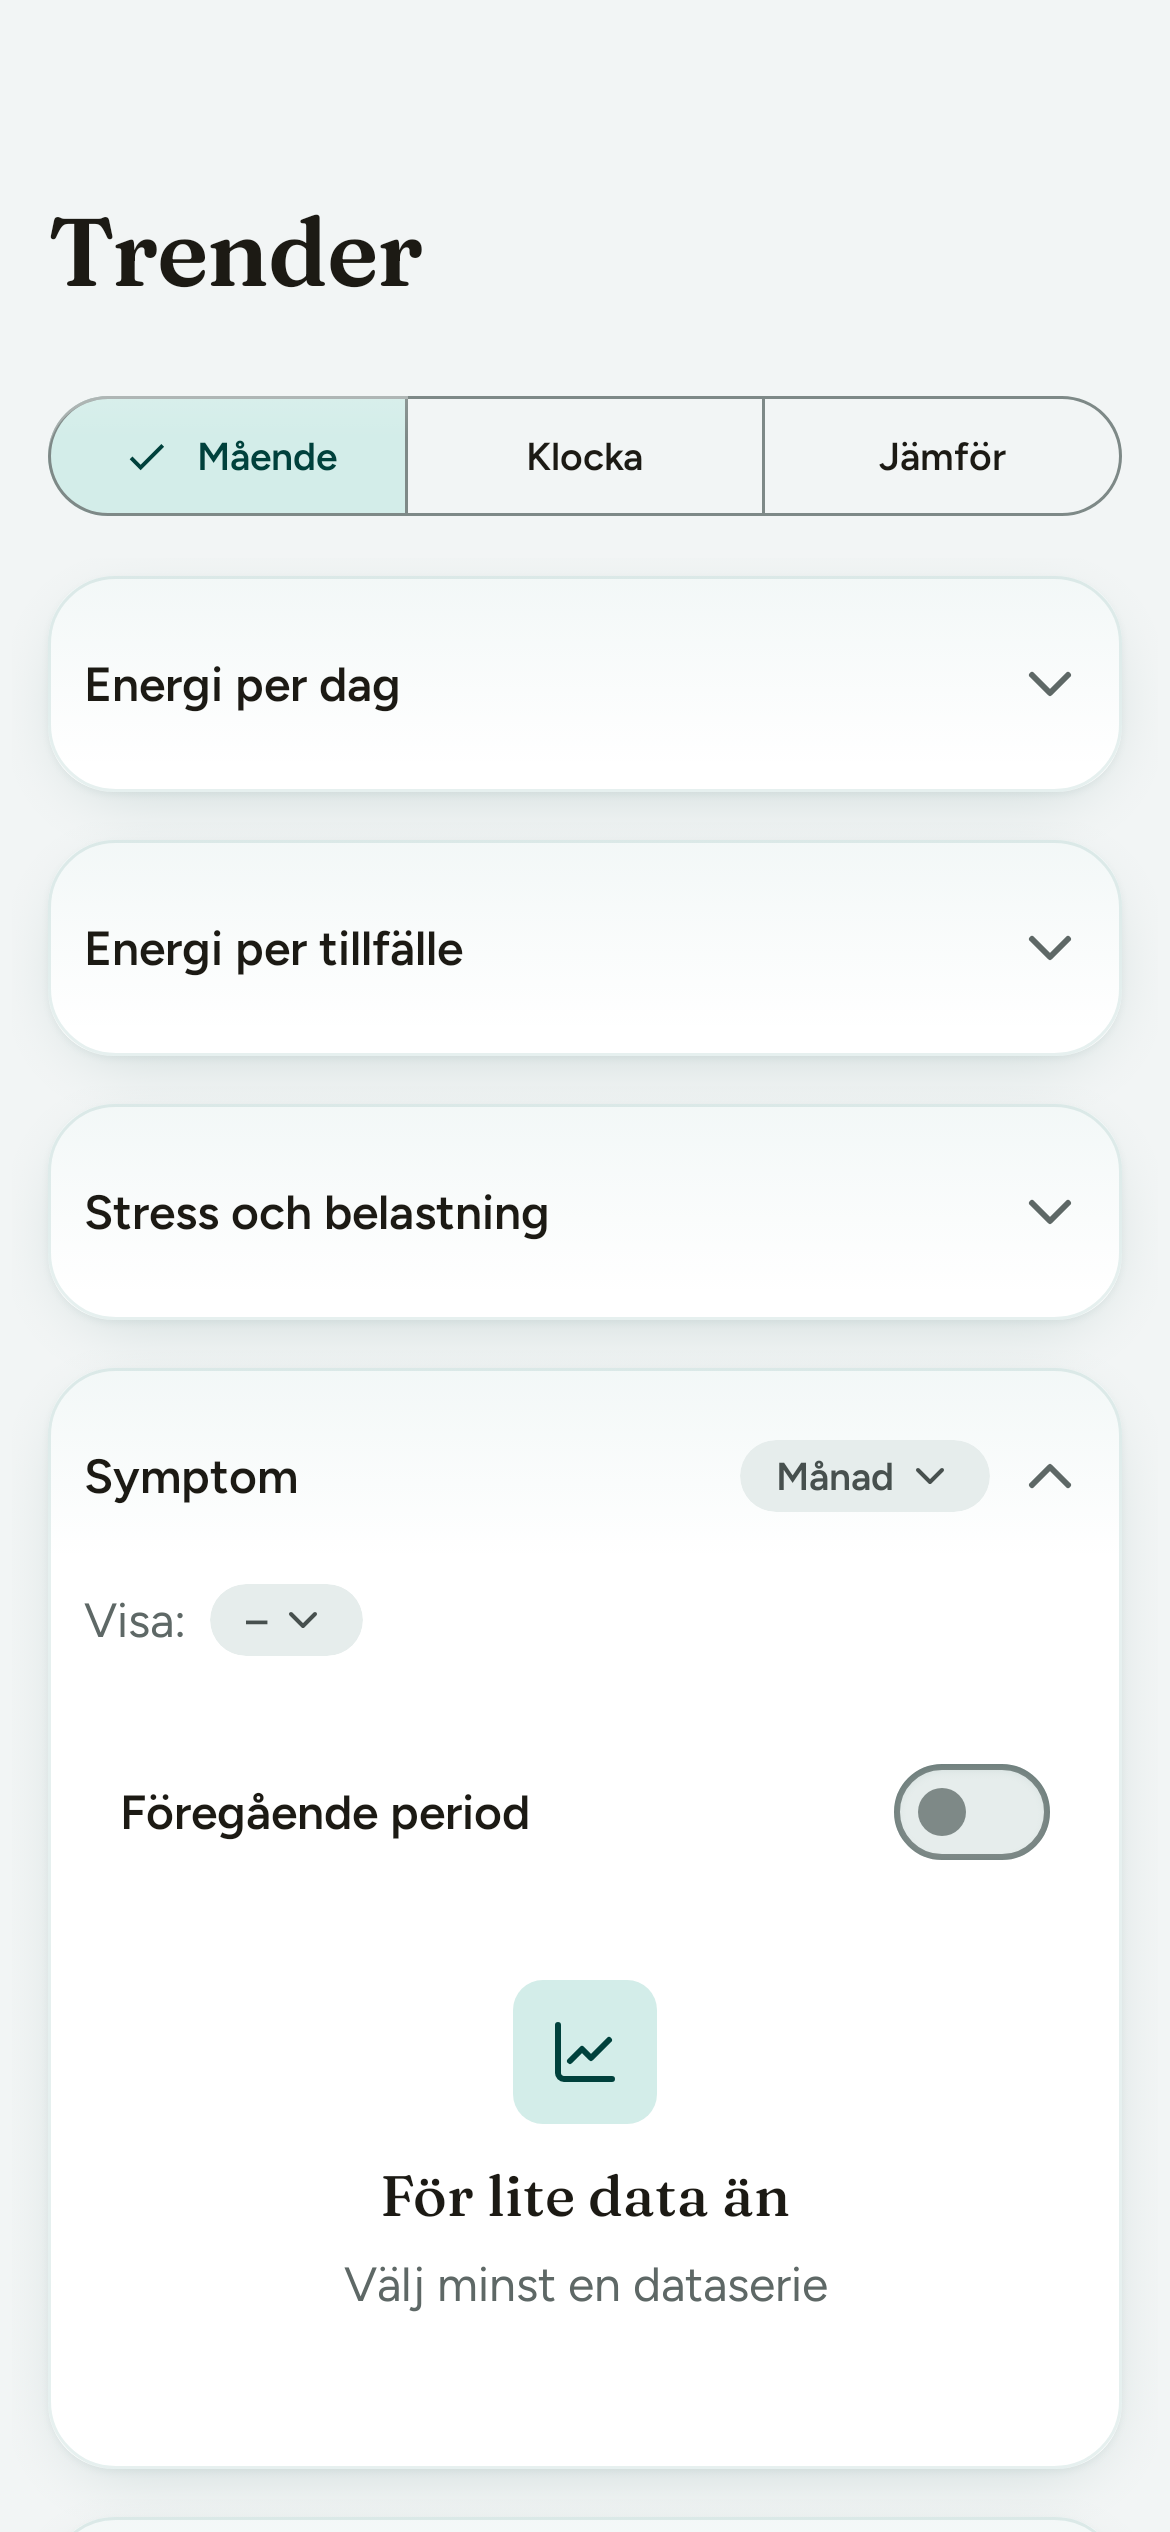 Trender
Mående
Klocka
Jämför
Energi per dag
Energi per tillfälle
Stress och belastning
Symptom
Månad
Visa:
–
Föregående period
För lite data än
Välj minst en dataserie